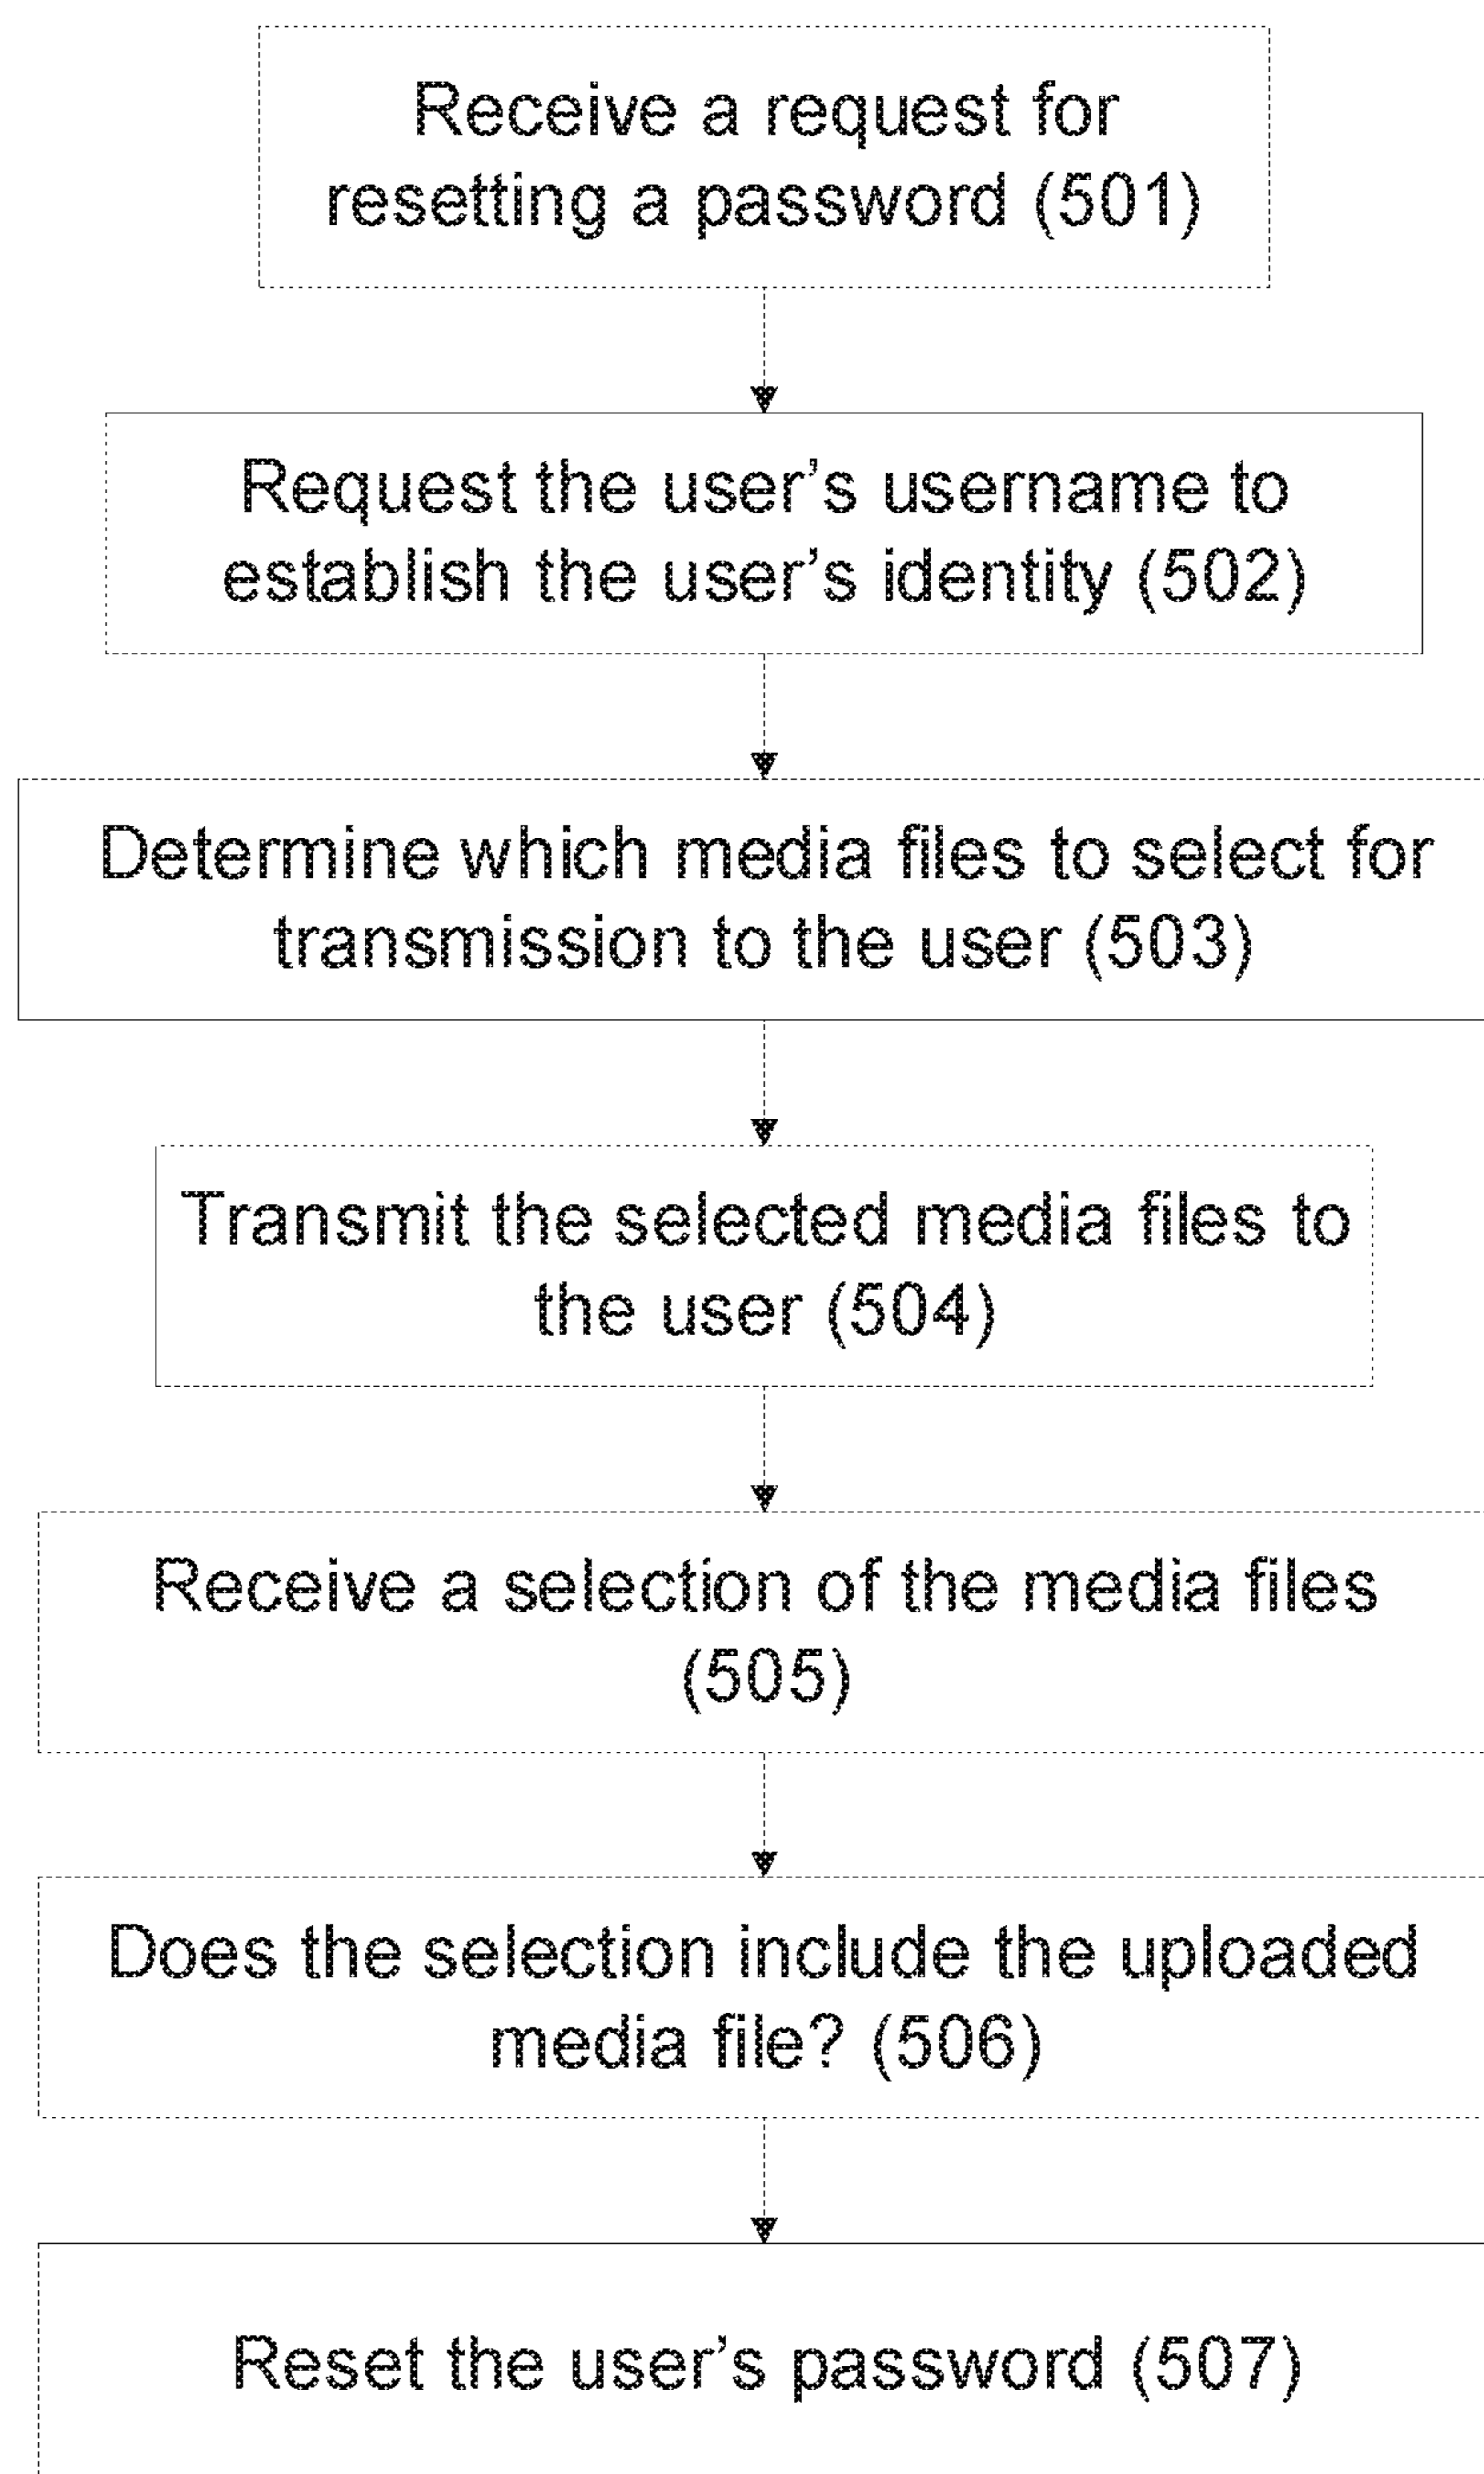 Receive a request for
resetting a password (501)
Request the user’s username to
establish the user’s identity (502)
Determine which media files to select for
transmission to the user (503)
Transmit the selected media files to
the user (504)
Receive a selection of the media files
(505)
Does the selection include the uploaded
media file? (506)
Reset the user’s password (507)